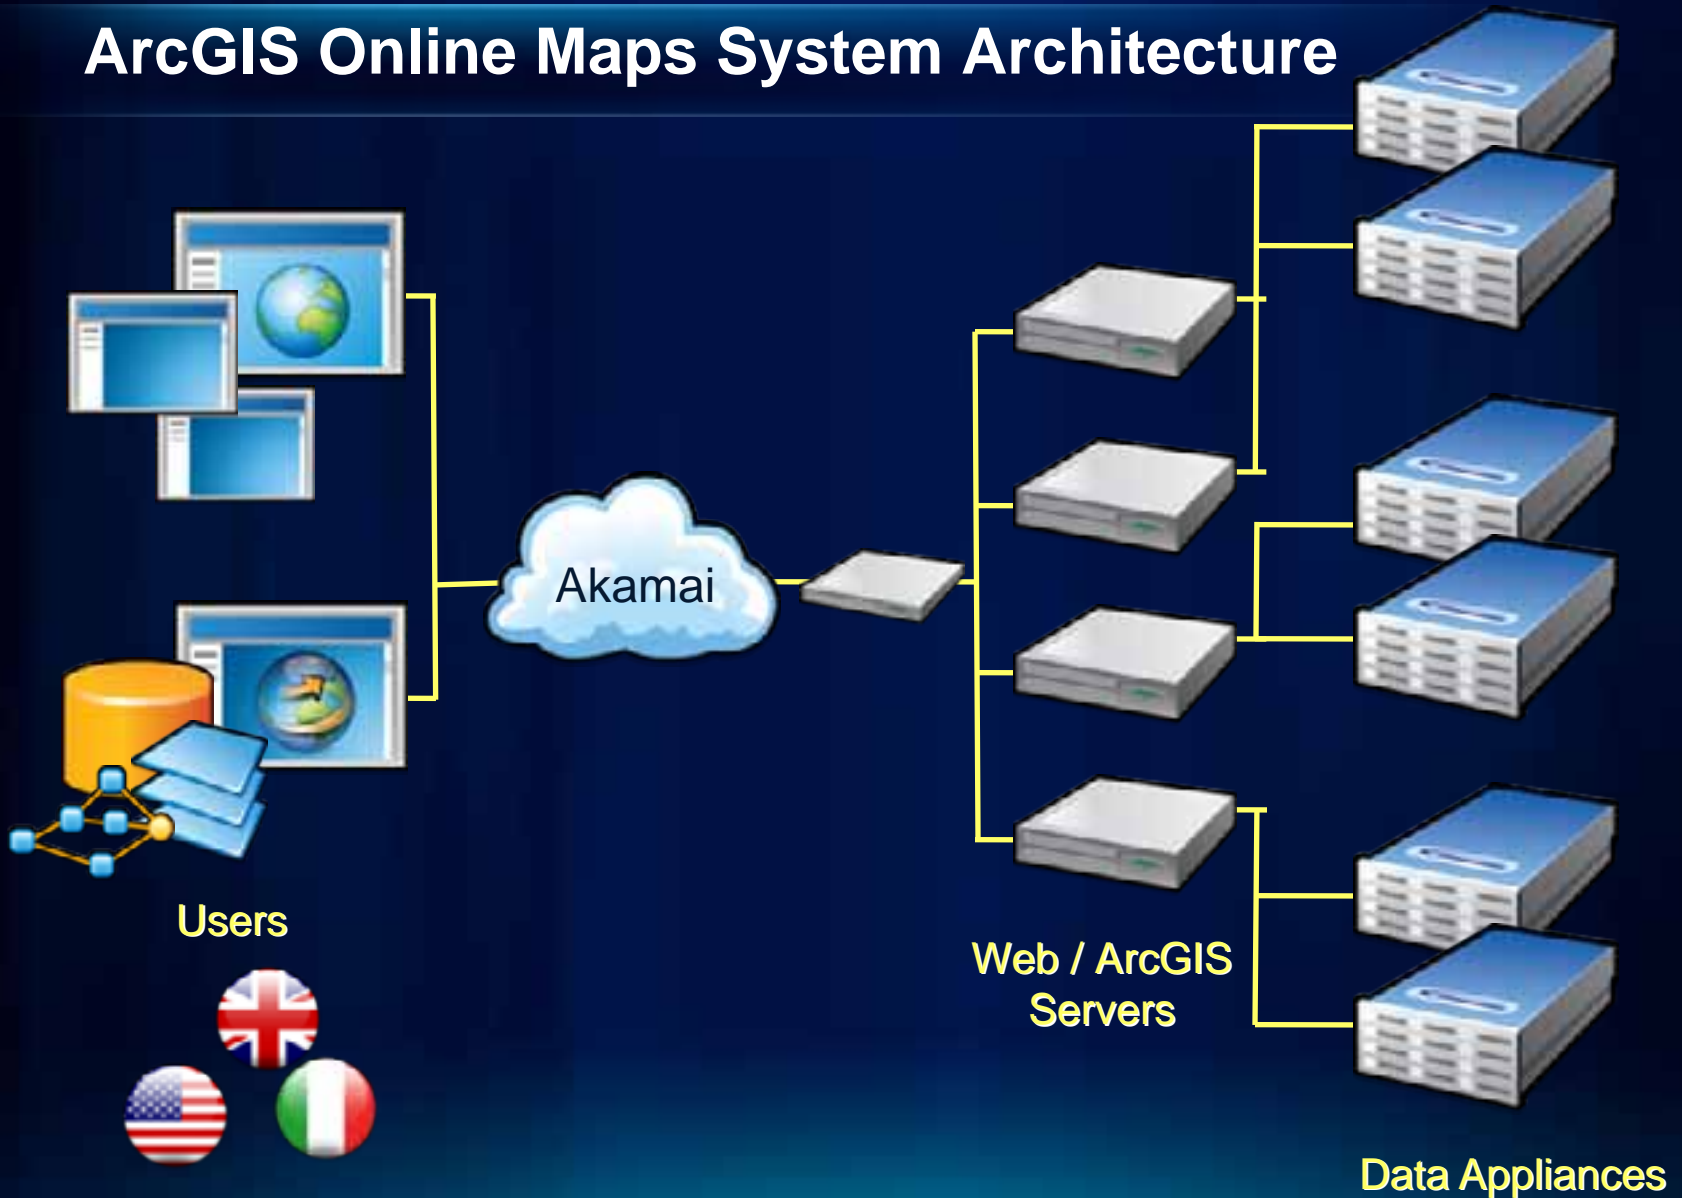 ArcGIS Online Maps System Architecture
Akamai
Users
Web / ArcGIS
Servers
Data Appliances